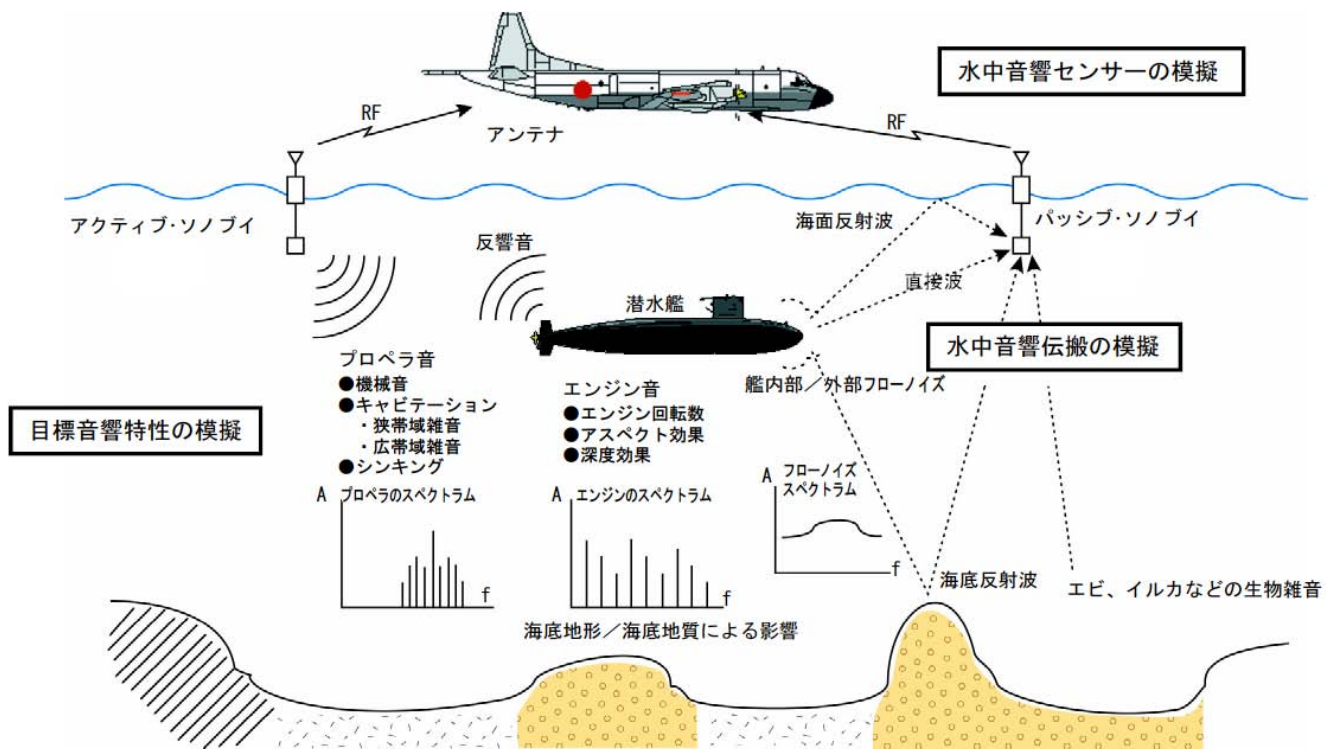 水中音響センサーの模擬
RF
RF
アンテナ
アクティブ・ソノブイ
パッシブ・ソノブイ
海面反射波
反響音
直接波
潜水艦
水中音響伝搬の模擬
プロペラ音
●機械音
●キャビテーション
・狭帯域雑音
・広帯域雑音
●シンキング
エンジン音
●エンジン回転数
●アスペクト効果
●深度効果
艦内部／外部フローノイズ
目標音響特性の模擬
A プロペラのスペクトラム
f
A エンジンのスペクトラム
f
A フローノイズ
スペクトラム
f
海底反射波
エビ、イルカなどの生物雑音
海底地形／海底地質による影響